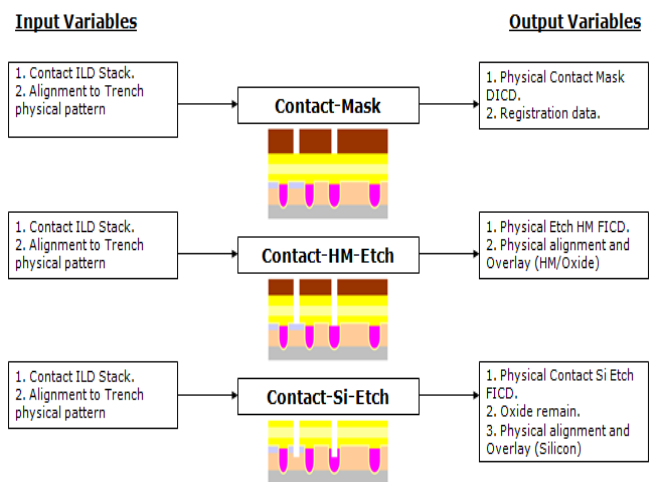 Input Variables
Output Variables
1. Contact ILD Stack.
2. Alignment to Trench
physical pattern
Contact-Mask
1. Physical Contact Mask
DICD.
2. Registration data.
1. Contact ILD Stack.
2. Alignment to Trench
physical pattern
Contact-HM-Etch
1. Physical Etch HM FICD.
2. Physical alignment and
Overlay (HM/Oxide)
1. Contact ILD Stack.
2. Alignment to Trench
physical pattern
Contact-Si-Etch
1. Physical Contact Si Etch
FICD.
2. Oxide remain.
3. Physical alignment and
Overlay (Silicon)